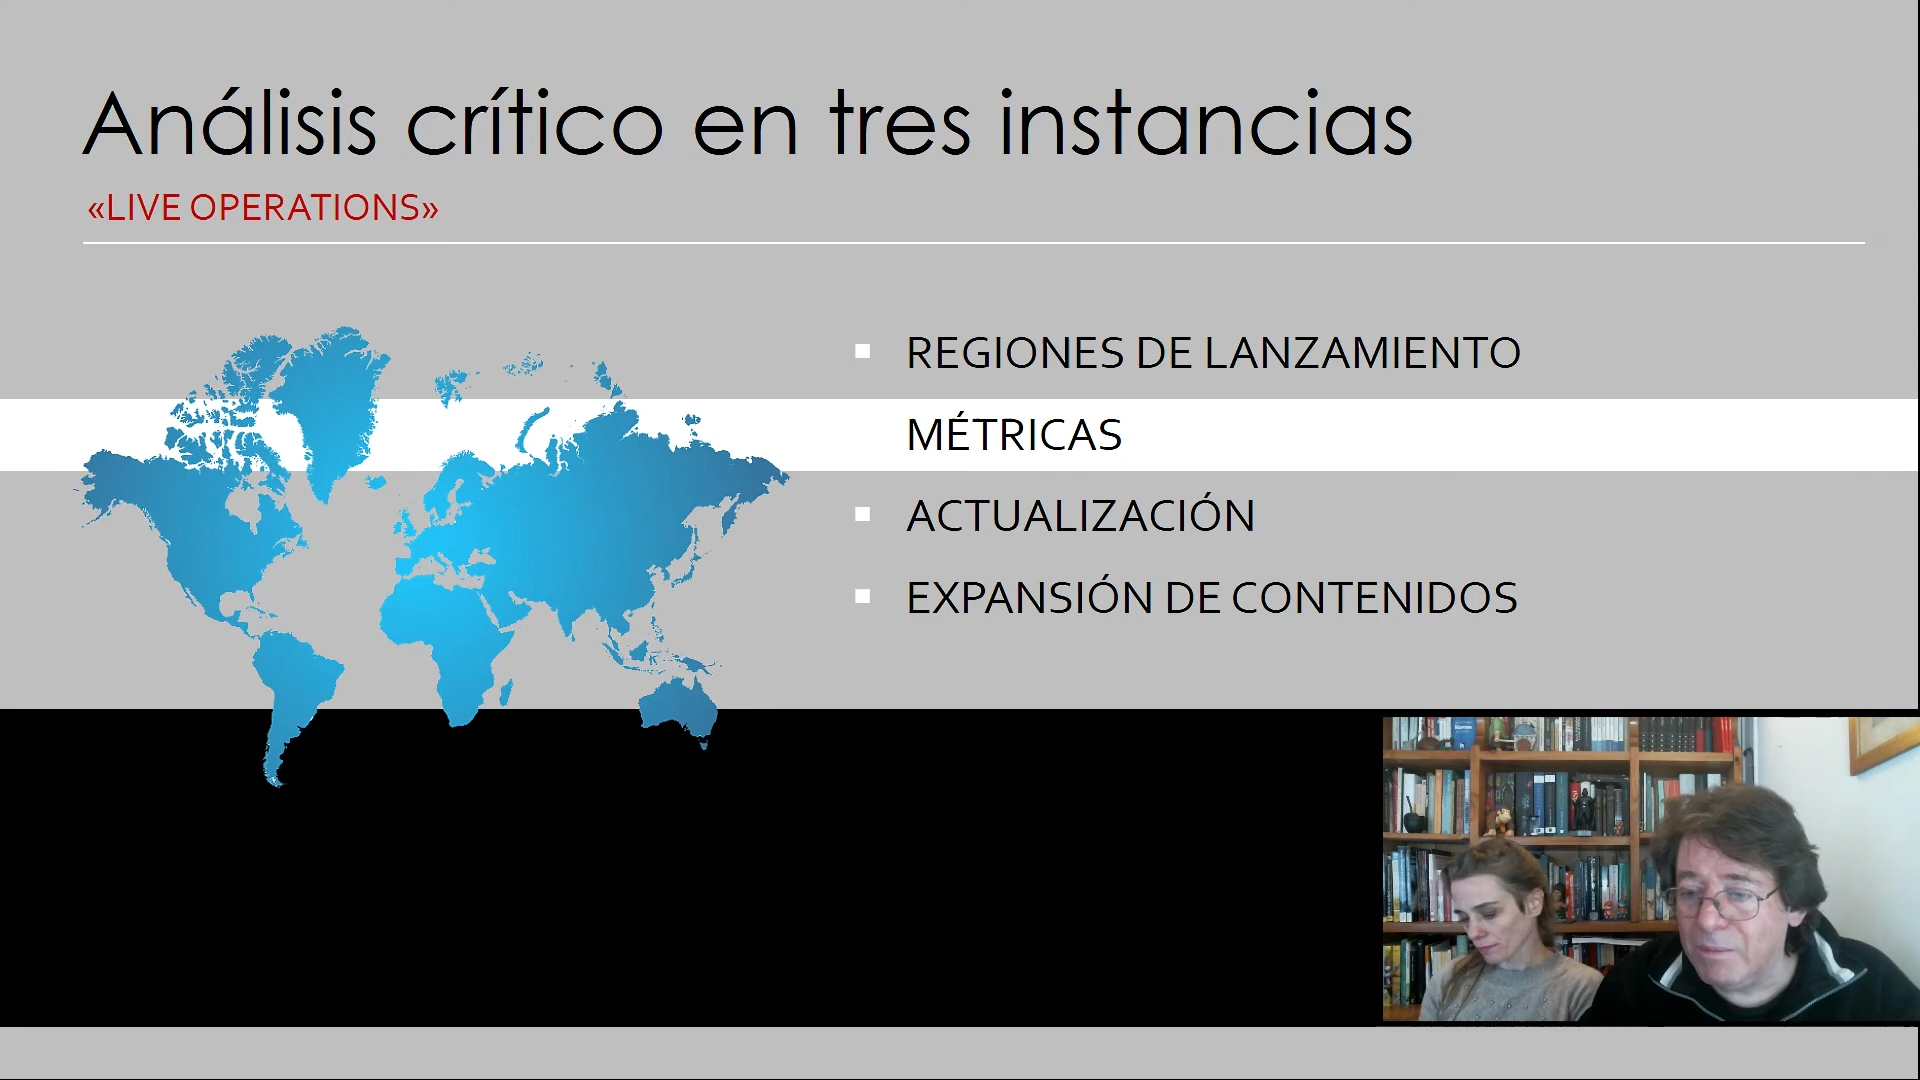 Análisis crítico en tres instancias
«LIVE OPERATIONS»
REGIONES DE LANZAMIENTO
MÉTRICAS
ACTUALIZACIÓN
EXPANSIÓN DE CONTENIDOS